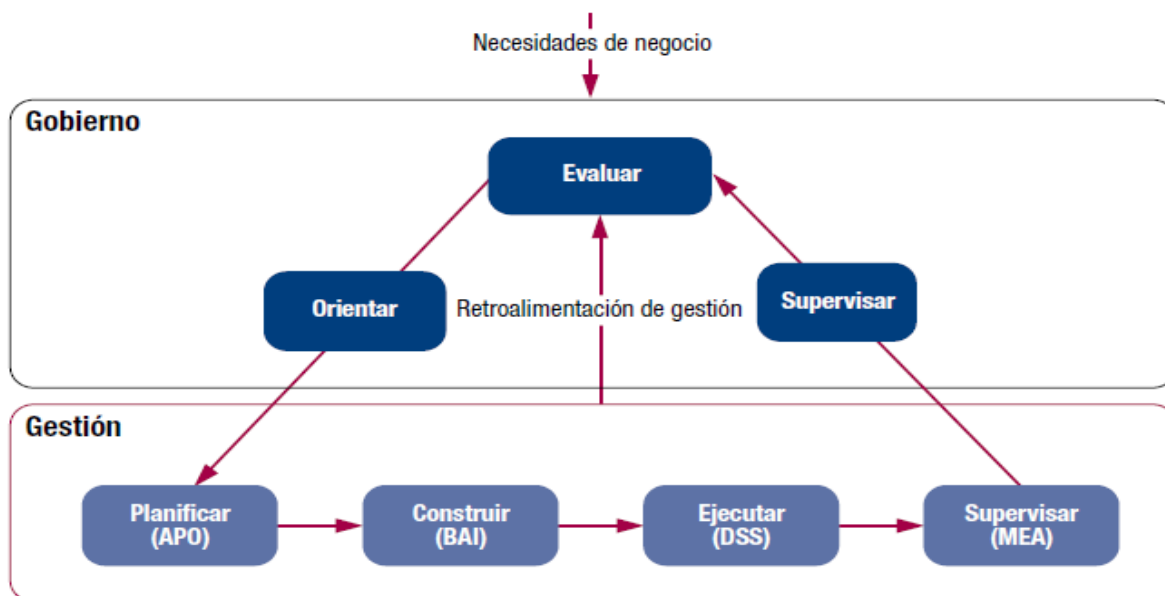 Necesidades de negocio
Gobierno
Evaluar
Orientar
Retroalimentación de gestión
Supervisar
Gestión
Planificar
(APO)
Construir
(BAI)
Ejecutar
(DSS)
Supervisar
(MEA)